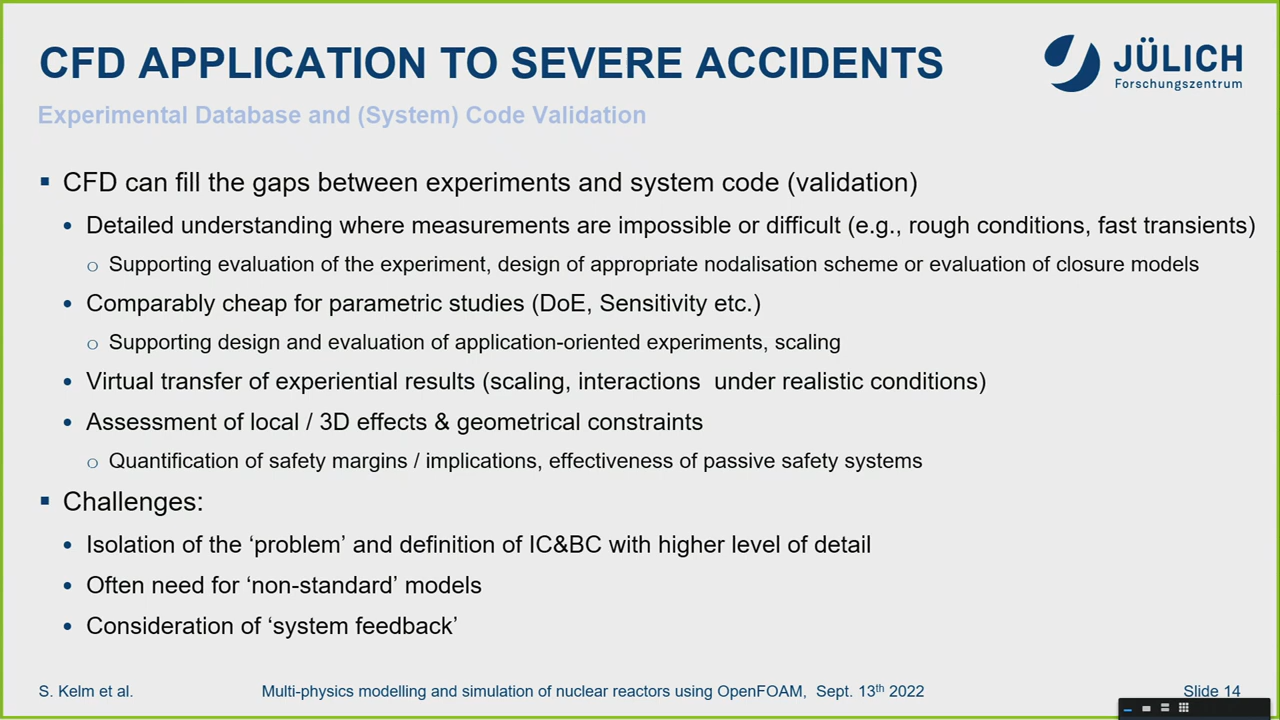 CFD APPLICATION TO SEVERE ACCIDENTS
JÜLICH
Forschungszentrum
Experimental Database and (System) Code Validation
CFD can fill the gaps between experiments and system code (validation)
Detailed understanding where measurements are impossible or difficult (e.g., rough conditions, fast transients)
Supporting evaluation of the experiment, design of appropriate nodalisation scheme or evaluation of closure models
Comparably cheap for parametric studies (DoE, Sensitivity etc.)
Supporting design and evaluation of application-oriented experiments, scaling
Virtual transfer of experiential results (scaling, interactions  under realistic conditions)
Assessment of local / 3D effects & geometrical constraints
Quantification of safety margins / implications, effectiveness of passive safety systems
Challenges:
Isolation of the ‘problem’ and definition of IC&BC with higher level of detail
Often need for ‘non-standard’ models
Consideration of ‘system feedback’
S. Kelm et al.
Multi-physics modelling and simulation of nuclear reactors using OpenFOAM,  Sept. 13th 2022
Slide 14